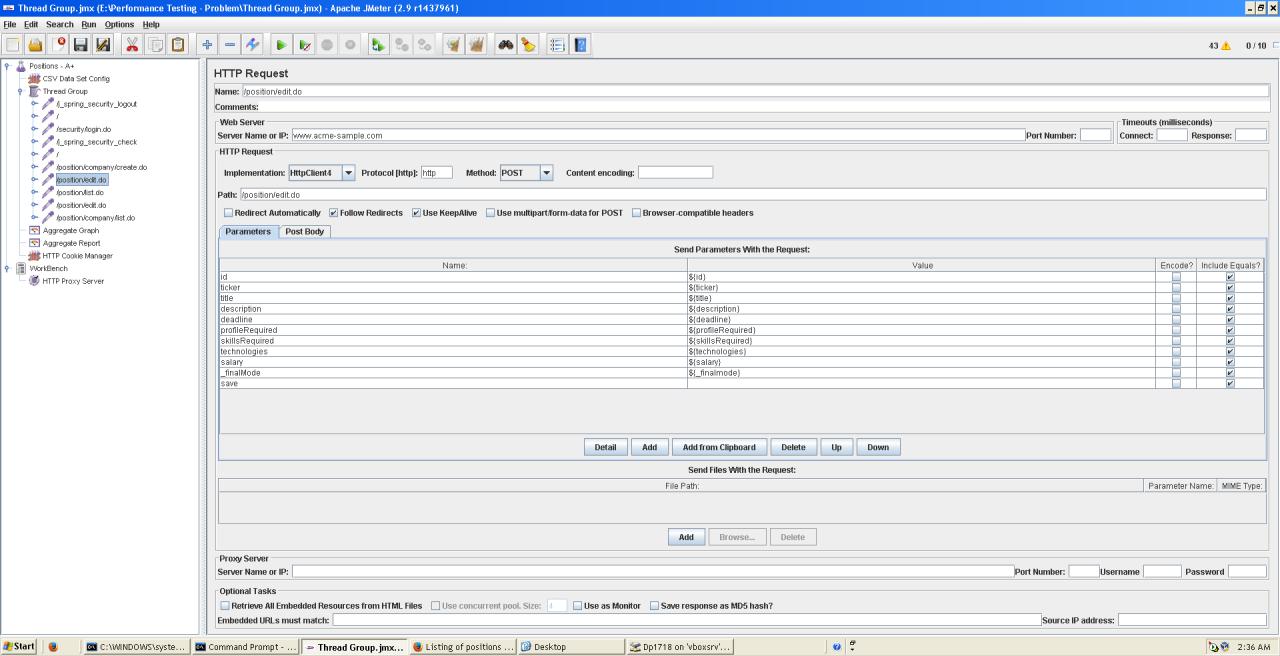 Thread Group.jmx (E:\Performance Testing - Problem\Thread Group.jmx) - Apache JMeter (2.9 r1437961)
File Edit Search Run Options Help
43 0 / 10
Positions - A+
CSV Data Set Config
Thread Group
/j_spring_security_logout
/
/security/login.do
/j_spring_security_check
/
/position/company/create.do
/position/edit.do
/position/list.do
/position/edit.do
/position/company/list.do
Aggregate Graph
Aggregate Report
HTTP Cookie Manager
WorkBench
HTTP Proxy Server
HTTP Request
Name: /position/edit.do
Comments:
Web Server
Server Name or IP: www.acme-sample.com Port Number:
Timeouts (milliseconds)
Connect: Response:
HTTP Request
Implementation: HttpClient4 Protocol [http]: http Method: POST Content encoding:
Path: /position/edit.do
Redirect Automatically Follow Redirects Use KeepAlive Use multipart/form-data for POST Browser-compatible headers
Parameters Post Body
Send Parameters With the Request:
Name: Value Encode? Include Equals?
id ${id}
ticker ${ticker}
title ${title}
description ${description}
deadline ${deadline}
profileRequired ${profileRequired}
skillsRequired ${skillsRequired}
technologies ${technologies}
salary ${salary}
_finalMode ${_finalmode}
save
Detail Add Add from Clipboard Delete Up Down
Send Files With the Request:
File Path: Parameter Name: MIME Type:
Add Browse... Delete
Proxy Server
Server Name or IP: Port Number: Username Password
Optional Tasks
Retrieve All Embedded Resources from HTML Files Use concurrent pool. Size: Use as Monitor Save response as MD5 hash?
Embedded URLs must match: Source IP address:
Start C:\WINDOWS\syste... Command Prompt - ... Thread Group.jmx... Listing of positions ... Desktop Dp1718 on 'vboxsrv'... 2:36 AM